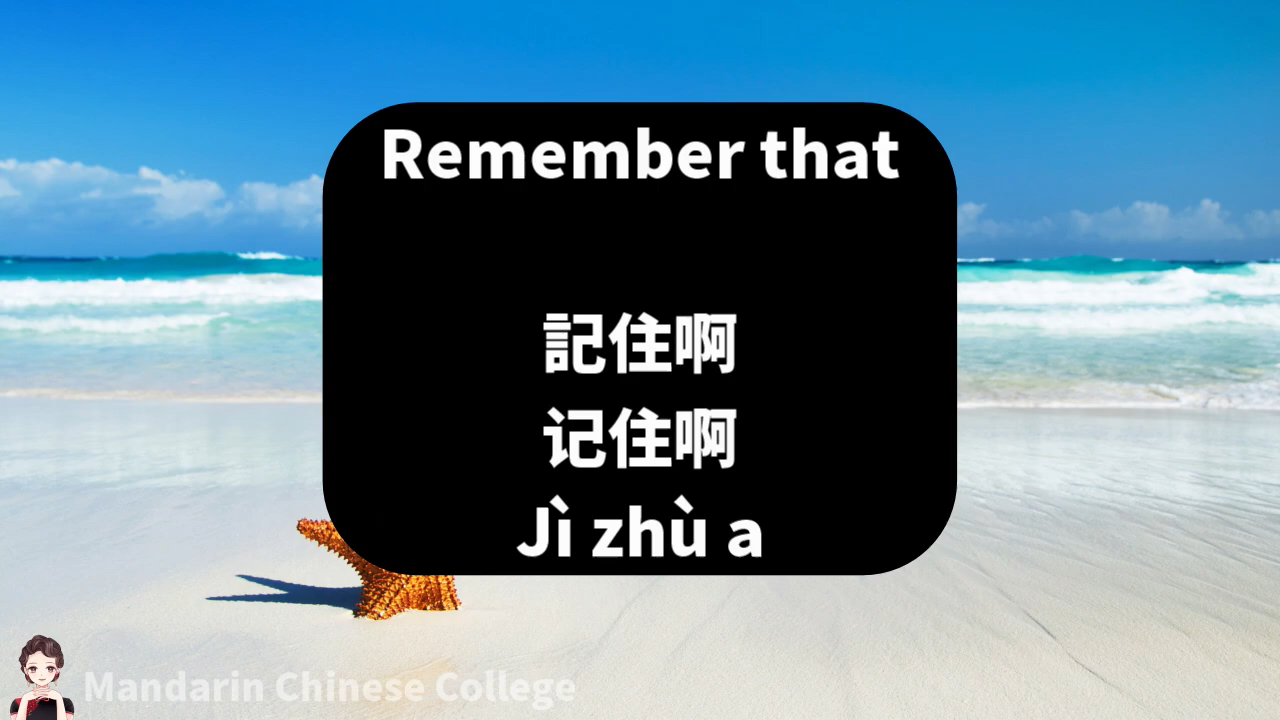 Remember that
記住啊
记住啊
Jì zhù a
Mandarin Chinese College